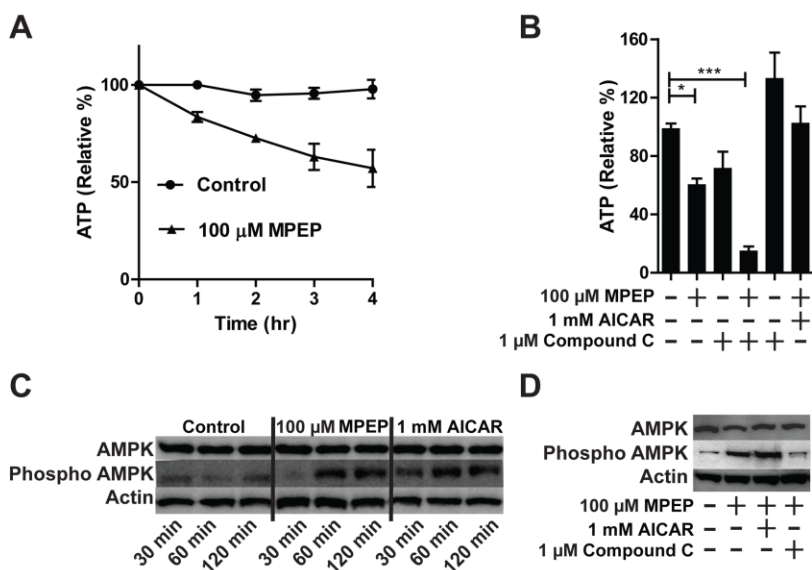 A
ATP (Relative %)
100
50
0
0 1 2 3 4
Time (hr)
Control
100 μM MPEP
B
ATP (Relative %)
160
120
80
40
0
***
*
100 μM MPEP − + − + − +
1 mM AICAR − − − − − +
1 μM Compound C − − + + + −
C
Control 100 μM MPEP 1 mM AICAR
AMPK
Phospho AMPK
Actin
30 min 60 min 120 min 30 min 60 min 120 min 30 min 60 min 120 min
D
AMPK
Phospho AMPK
Actin
100 μM MPEP − + + +
1 mM AICAR − − + −
1 μM Compound C − − − +